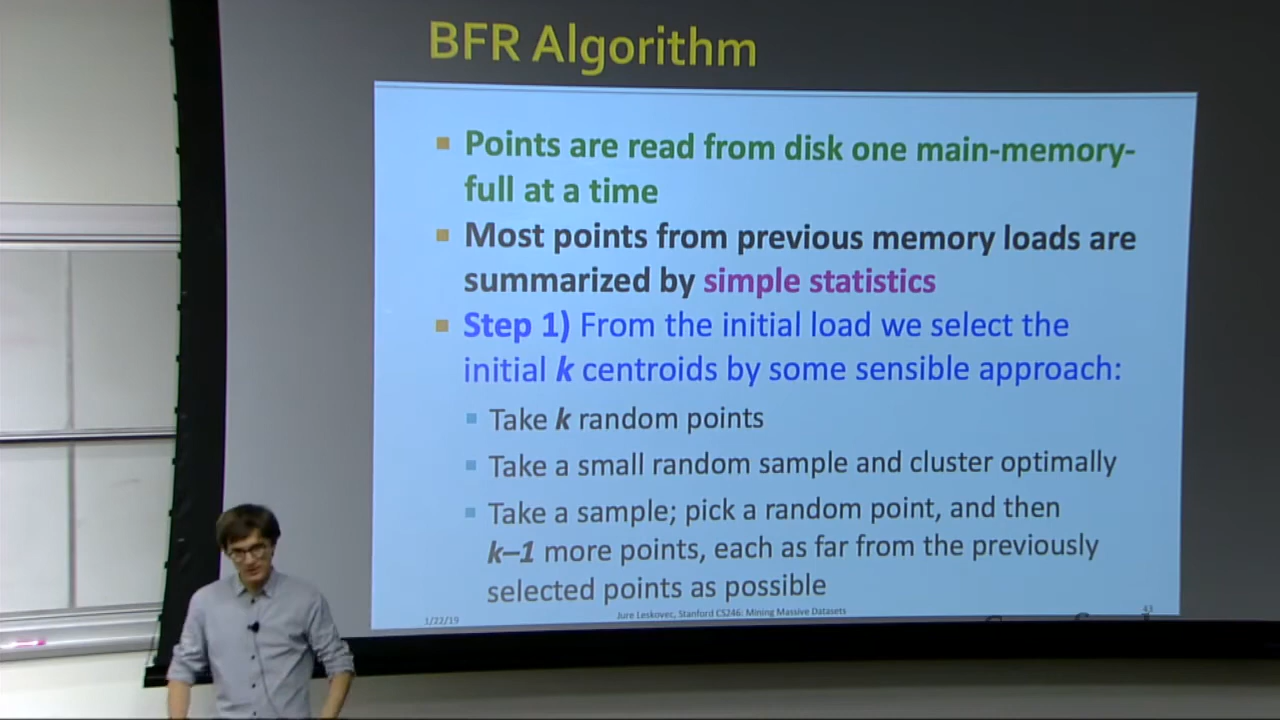 BFR Algorithm
Points are read from disk one main-memory-
full at a time
Most points from previous memory loads are
summarized by simple statistics
Step 1) From the initial load we select the
initial k centroids by some sensible approach:
Take k random points
Take a small random sample and cluster optimally
Take a sample; pick a random point, and then
k–1 more points, each as far from the previously
selected points as possible
1/22/19
Jure Leskovec, Stanford CS246: Mining Massive Datasets
43